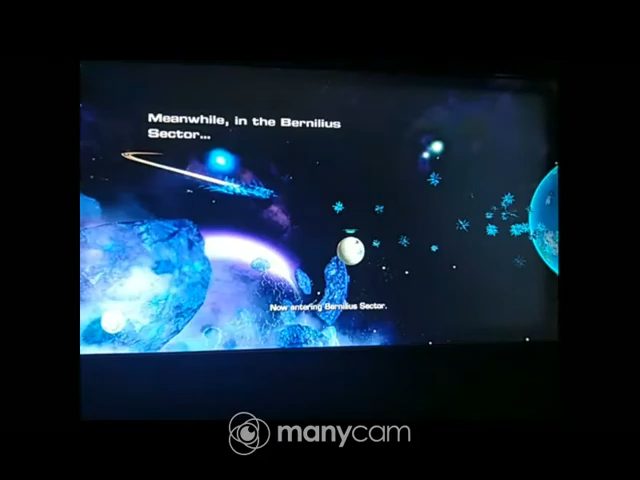 Meanwhile, in the Bernilius
Sector...
Now entering Bernilius Sector.
manycam